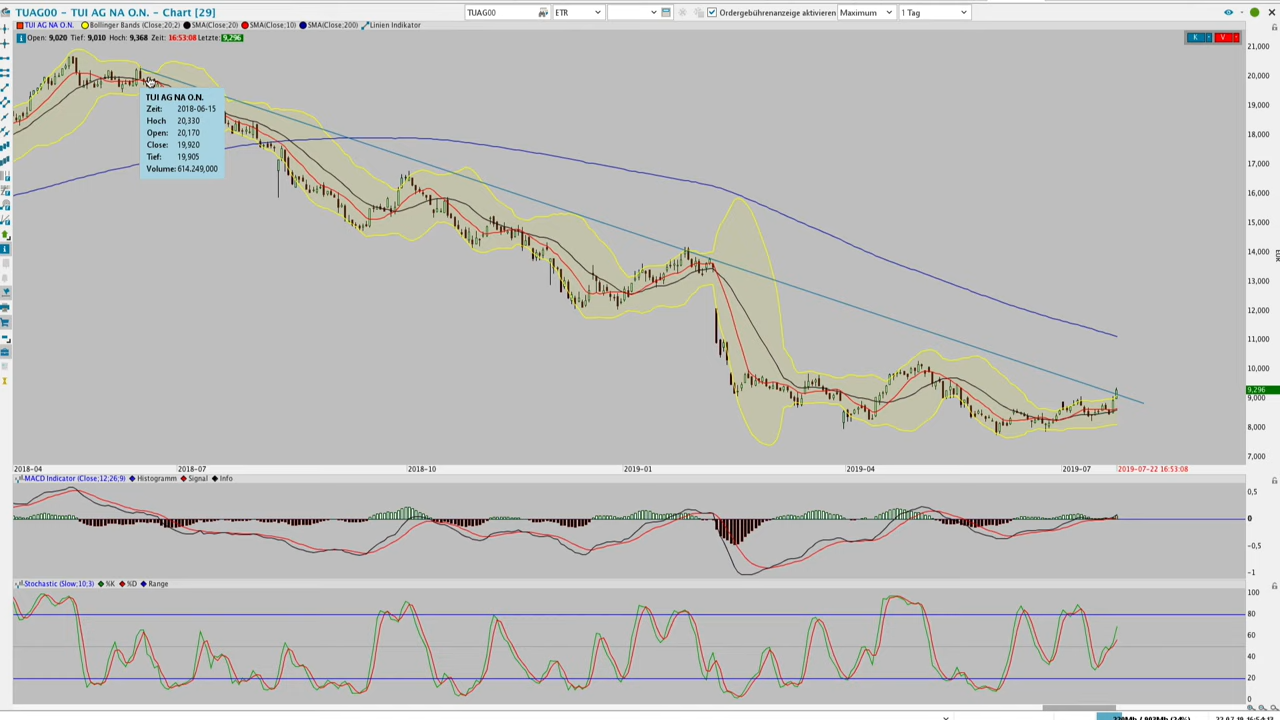 TUAG00 - TUI AG NA O.N. - Chart [29]
TUAG00
ETR
Ordergebührenanzeige aktivieren
Maximum
1 Tag
TUI AG NA O.N. Bollinger Bands (Close;20;2) SMA(Close;20) SMA(Close;10) SMA(Close;200) Linien Indikator
Open: 9,020 Tief: 9,010 Hoch: 9,368 Zeit: 16:53:08 Letzte: 9,296
K
V
21,000
20,000
19,000
18,000
17,000
16,000
15,000
14,000
13,000
12,000
11,000
10,000
9,296
9,000
8,000
7,000
EUR
TUI AG NA O.N.
Zeit: 2018-06-15
Hoch 20,330
Open: 20,170
Close: 19,920
Tief: 19,905
Volume: 614.249,000
2018-04
2018-07
2018-10
2019-01
2019-04
2019-07
2019-07-22 16:53:08
MACD Indicator (Close;12;26;9) Histogramm Signal Info
0,5
0
-0,5
-1
Stochastic (Slow;10;3) %K %D Range
100
80
60
40
20
0